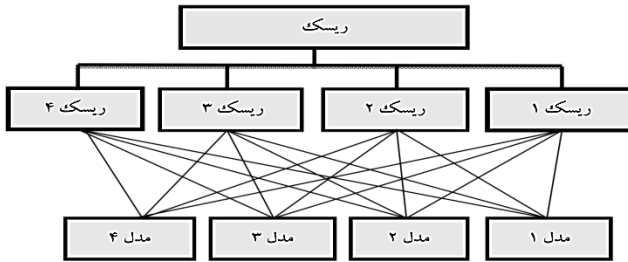 ریسک
ریسک ۱
ریسک ۲
ریسک ۳
ریسک ۴
مدل ۱
مدل ۲
مدل ۳
مدل ۴